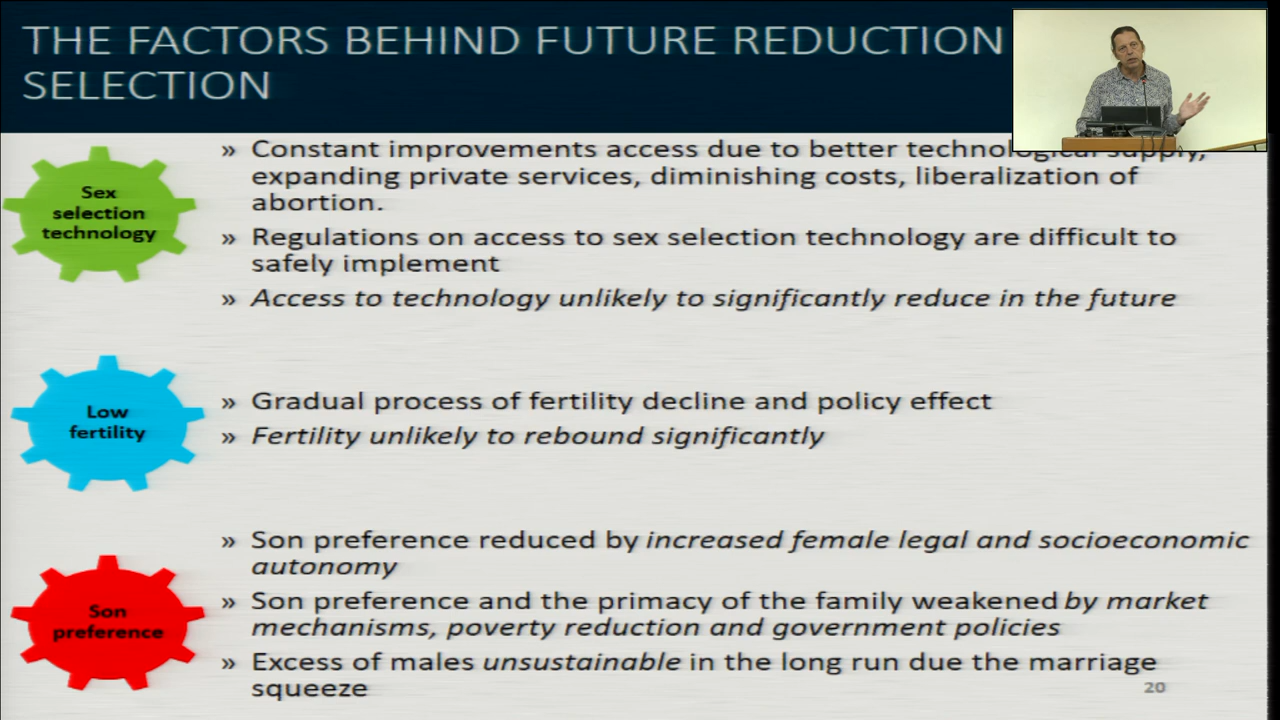 THE FACTORS BEHIND FUTURE REDUCTION
SELECTION
Sex
selection
technology
» Constant improvements access due to better technological supply,
expanding private services, diminishing costs, liberalization of
abortion.
» Regulations on access to sex selection technology are difficult to
safely implement
» Access to technology unlikely to significantly reduce in the future
Low
fertility
» Gradual process of fertility decline and policy effect
» Fertility unlikely to rebound significantly
Son
preference
» Son preference reduced by increased female legal and socioeconomic
autonomy
» Son preference and the primacy of the family weakened by market
mechanisms, poverty reduction and government policies
» Excess of males unsustainable in the long run due the marriage
squeeze
20